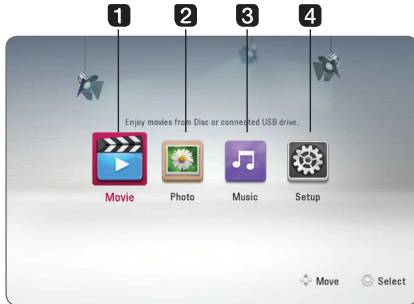 1 2 3 4
Enjoy movies from Disc or connected USB drive.
Movie Photo Music Setup
Move Select